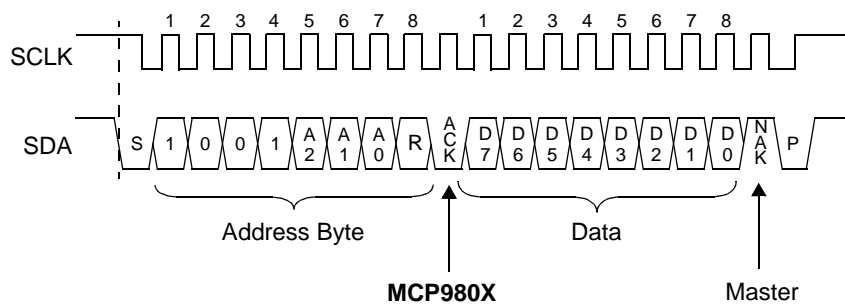 1 2 3 4 5 6 7 8 1 2 3 4 5 6 7 8
SCLK
SDA S 1 0 0 1 A2 A1 A0 R ACK D7 D6 D5 D4 D3 D2 D1 D0 NAK P
Address Byte Data
MCP980X Master